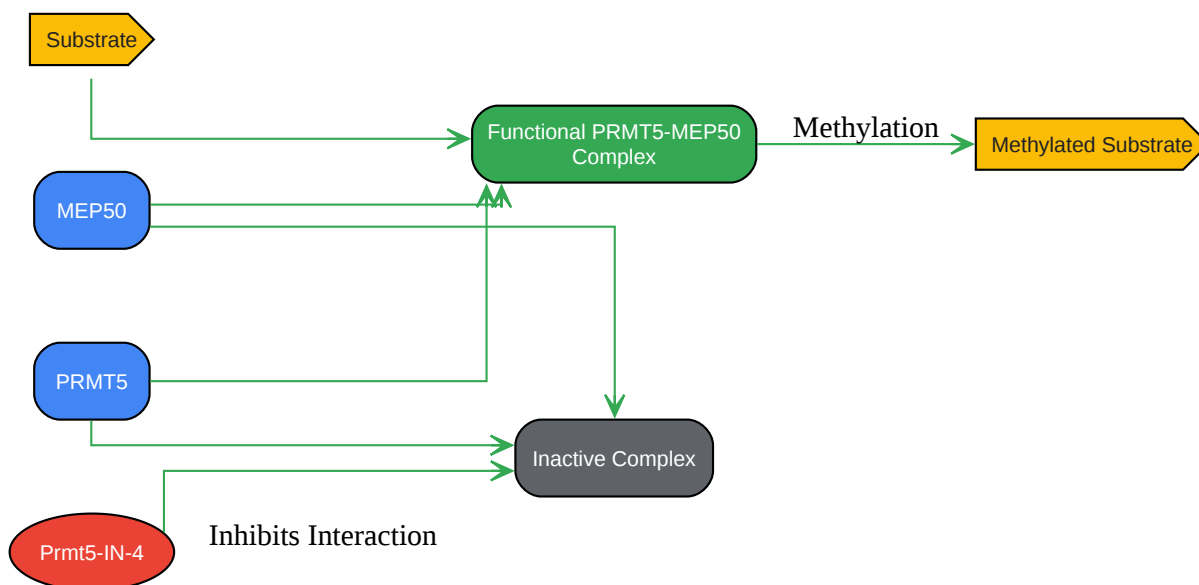 Substrate
Functional PRMT5-MEP50
Complex
Methylation
Methylated Substrate
MEP50
PRMT5
Inactive Complex
Inhibits Interaction
Prmt5-IN-4